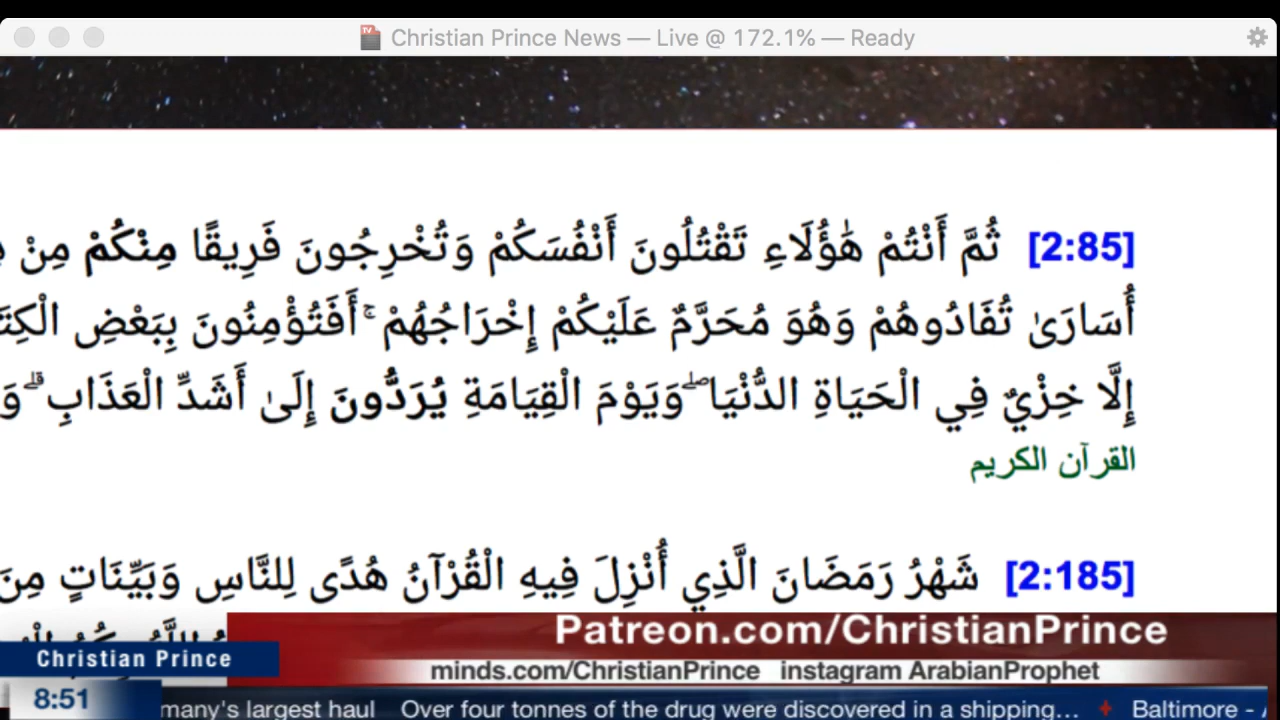 Christian Prince News — Live @ 172.1% — Ready
[2:85] ثُمَّ أَنْتُمْ هَٰؤُلَاءِ تَقْتُلُونَ أَنْفُسَكُمْ وَتُخْرِجُونَ فَرِيقًا مِنْكُمْ مِنْ
أُسَارَىٰ تُفَادُوهُمْ وَهُوَ مُحَرَّمٌ عَلَيْكُمْ إِخْرَاجُهُمْ ۚ أَفَتُؤْمِنُونَ بِبَعْضِ
إِلَّا خِزْيٌ فِي الْحَيَاةِ الدُّنْيَا ۖ وَيَوْمَ الْقِيَامَةِ يُرَدُّونَ إِلَىٰ أَشَدِّ الْعَذَابِ ۗ
القرآن الكريم
[2:185] شَهْرُ رَمَضَانَ الَّذِي أُنْزِلَ فِيهِ الْقُرْآنُ هُدًى لِلنَّاسِ وَبَيِّنَاتٍ مِنَ
Patreon.com/ChristianPrince
Christian Prince
minds.com/ChristianPrince instagram ArabianProphet
8:51
many's largest haul Over four tonnes of the drug were discovered in a shipping... Baltimore -